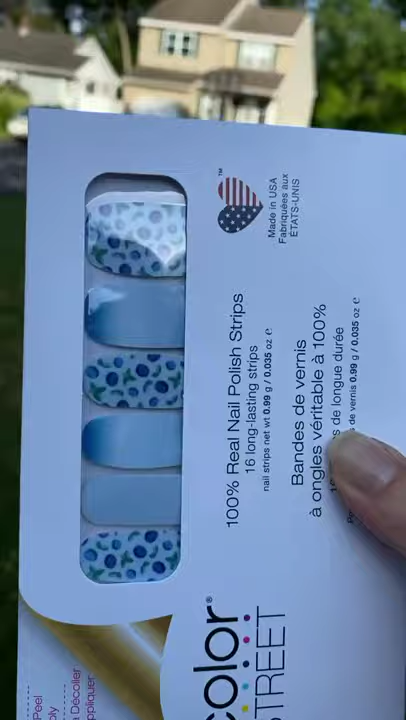 ™
Made in USA
Fabriquées aux
ÉTATS-UNIS
100% Real Nail Polish Strips
16 long-lasting strips
nail strips net wt 0.99 g / 0.035 oz ℮
Bandes de vernis
à ongles véritable à 100%
de longue durée
de vernis 0.99 g / 0.035 oz ℮
color®
STREET
Peel
à Décoller